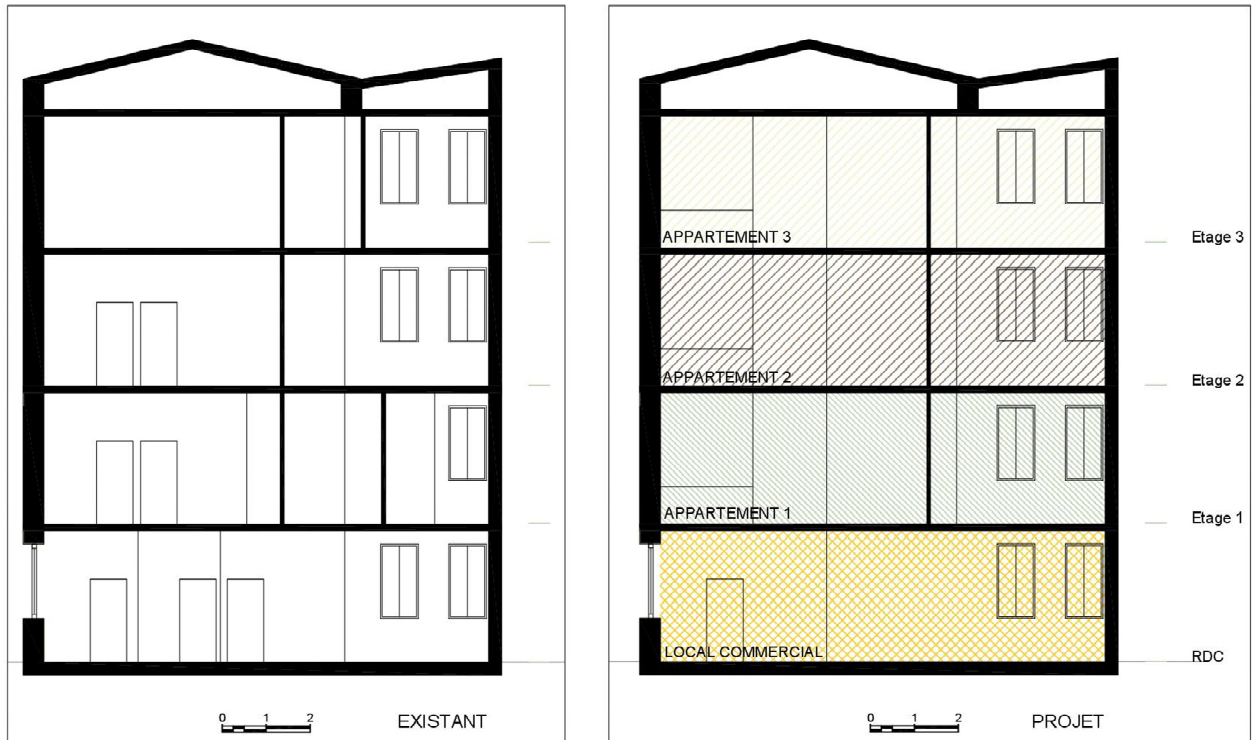 APPARTEMENT 3
Etage 3
APPARTEMENT 2
Etage 2
APPARTEMENT 1
Etage 1
LOCAL COMMERCIAL
RDC
0 1 2
EXISTANT
0 1 2
PROJET